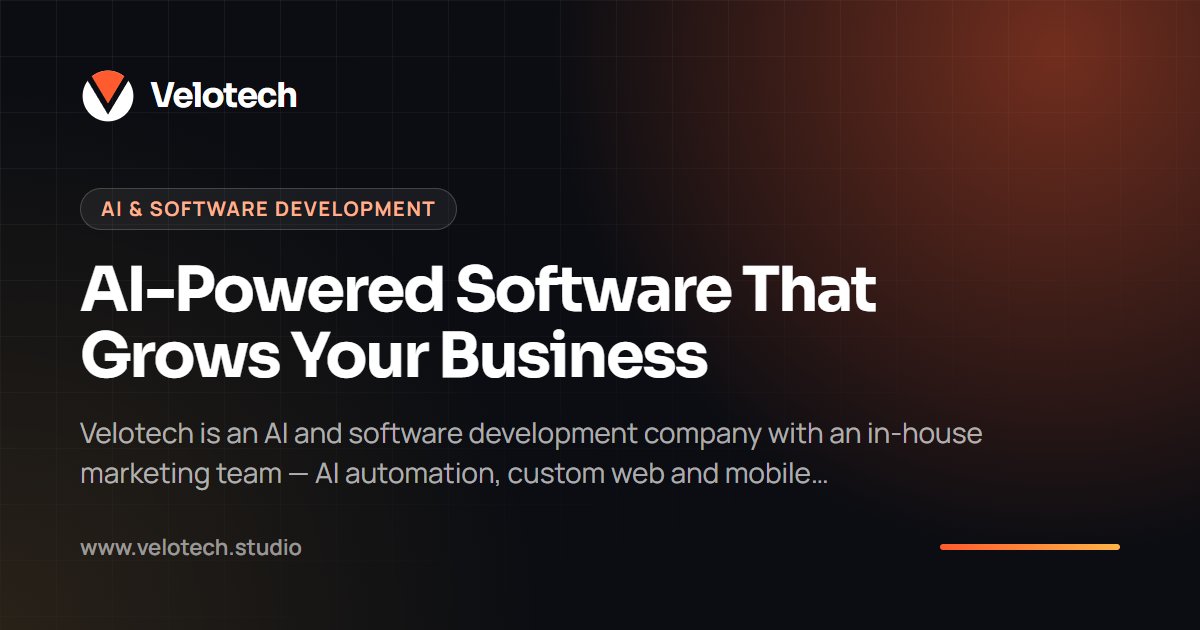 Velotech
AI & SOFTWARE DEVELOPMENT
AI-Powered Software That
Grows Your Business
Velotech is an AI and software development company with an in-house
marketing team — AI automation, custom web and mobile…
www.velotech.studio